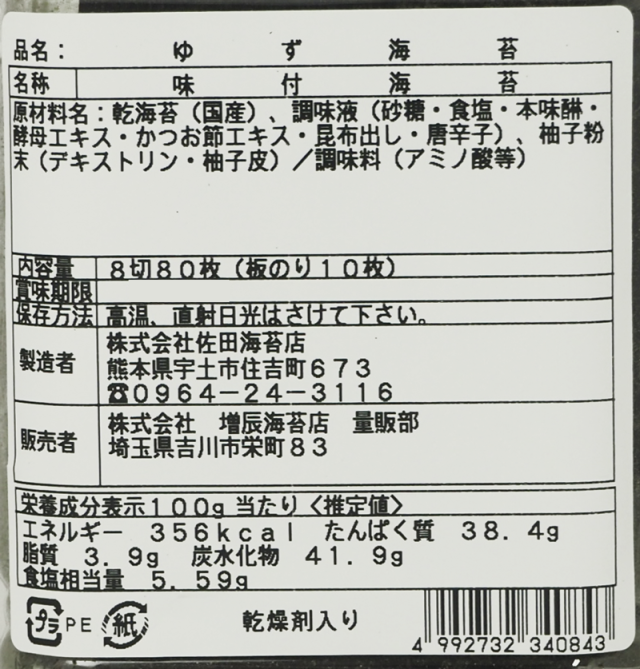 品名： ゆ ず 海 苔
名称 味 付 海 苔
原材料名：乾海苔（国産）、調味液（砂糖・食塩・本味醂・
酵母エキス・かつお節エキス・昆布出し・唐辛子）、柚子粉
末（デキストリン・柚子皮）／調味料（アミノ酸等）
内容量 8切80枚（板のり10枚）
賞味期限
保存方法 高温、直射日光はさけて下さい。
製造者 株式会社佐田海苔店
熊本県宇土市住吉町673
☎0964-24-3116
販売者 株式会社 増辰海苔店 量販部
埼玉県吉川市栄町83
栄養成分表示100g当たり〈推定値〉
エネルギー 356kcal たんぱく質 38.4g
脂質 3.9g 炭水化物 41.9g
食塩相当量 5.59g
プラ PE 紙 乾燥剤入り
4 992732 340843